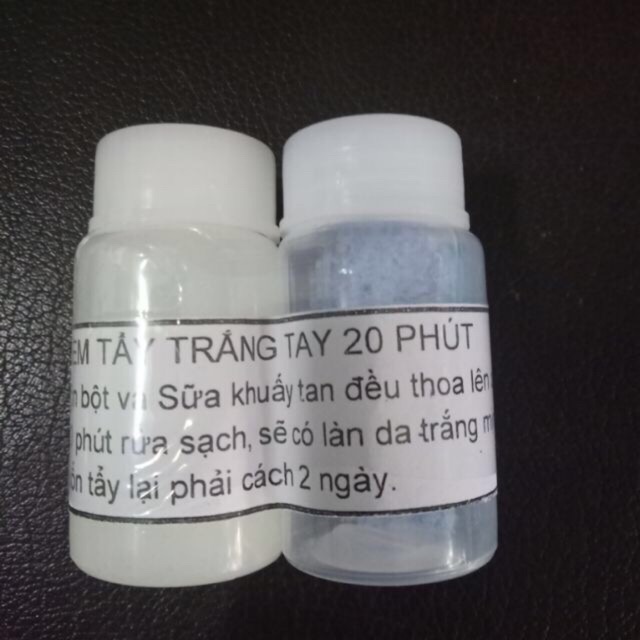 EM TẢY TRẮNG TAY 20 PHÚT
bột va Sữa khuấy tan đều thoa lên
phút rửa sạch, sẽ có làn da trắng
tẩy lại phải cách 2 ngày.